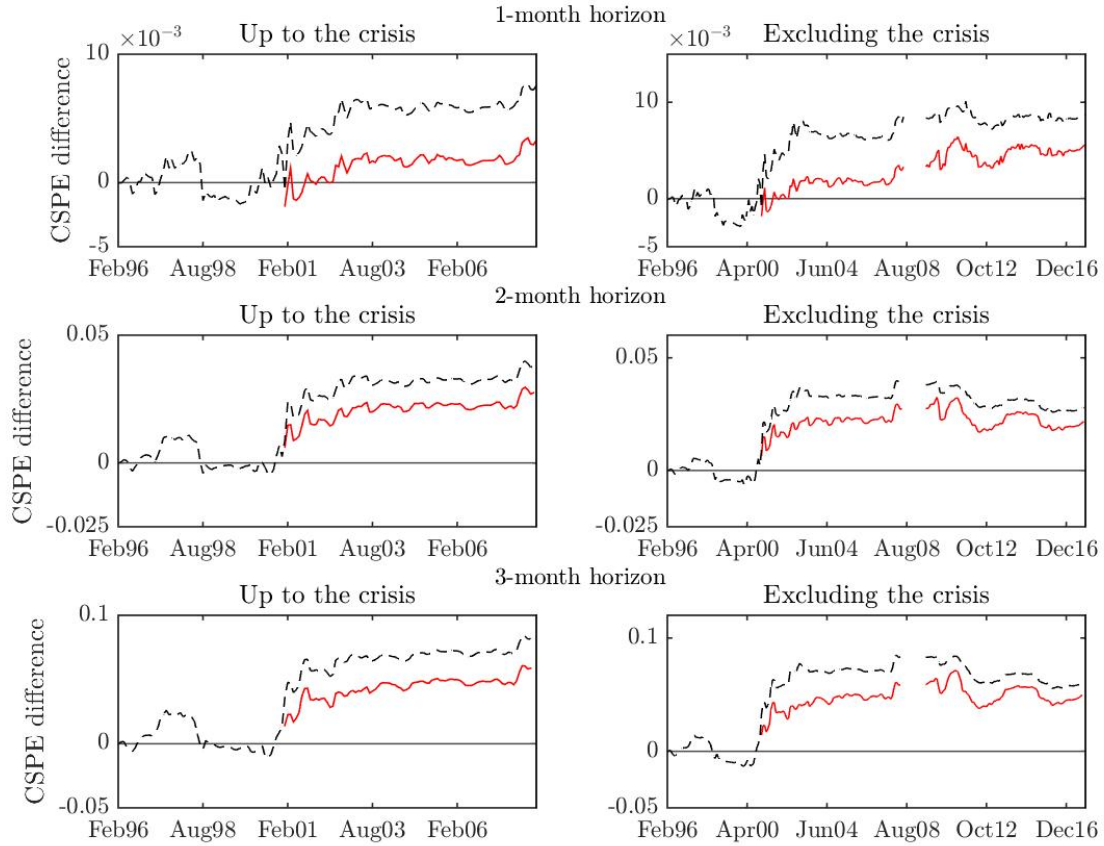 1-month horizon
Up to the crisis
Excluding the crisis
×10⁻³
×10⁻³
CSPE difference
10
5
0
-5
10
0
-5
Feb96 Aug98 Feb01 Aug03 Feb06
Feb96 Apr00 Jun04 Aug08 Oct12 Dec16
2-month horizon
Up to the crisis
Excluding the crisis
CSPE difference
0.05
0
-0.025
0.05
0
-0.025
Feb96 Aug98 Feb01 Aug03 Feb06
Feb96 Apr00 Jun04 Aug08 Oct12 Dec16
3-month horizon
Up to the crisis
Excluding the crisis
CSPE difference
0.1
0
-0.05
0.1
0
-0.05
Feb96 Aug98 Feb01 Aug03 Feb06
Feb96 Apr00 Jun04 Aug08 Oct12 Dec16